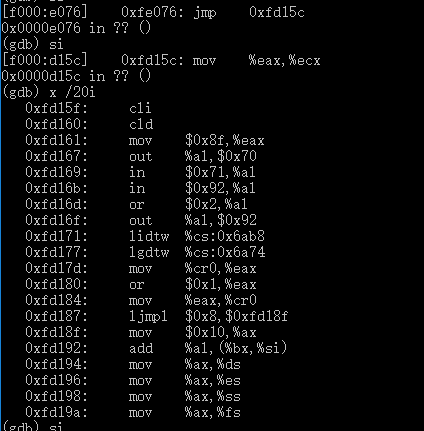 [f000:e076] 0xfe076: jmp 0xfd15c
0x0000e076 in ?? ()
(gdb) si
[f000:d15c] 0xfd15c: mov %eax,%ecx
0x0000d15c in ?? ()
(gdb) x /20i
0xfd15f: cli
0xfd160: cld
0xfd161: mov $0x8f,%eax
0xfd167: out %al,$0x70
0xfd169: in $0x71,%al
0xfd16b: in $0x92,%al
0xfd16d: or $0x2,%al
0xfd16f: out %al,$0x92
0xfd171: lidtw %cs:0x6ab8
0xfd177: lgdtw %cs:0x6a74
0xfd17d: mov %cr0,%eax
0xfd180: or $0x1,%eax
0xfd184: mov %eax,%cr0
0xfd187: ljmpl $0x8,$0xfd18f
0xfd18f: mov $0x10,%ax
0xfd192: add %al,(%bx,%si)
0xfd194: mov %ax,%ds
0xfd196: mov %ax,%es
0xfd198: mov %ax,%ss
0xfd19a: mov %ax,%fs
(gdb) si